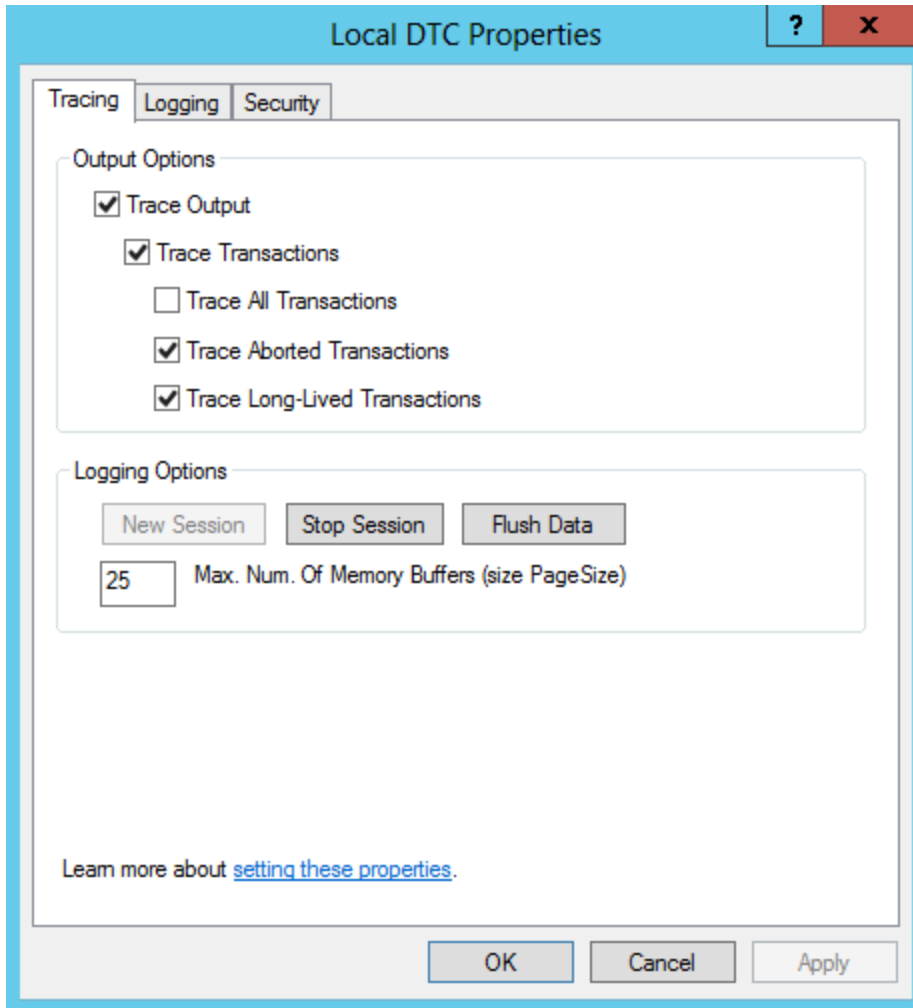 Local DTC Properties
? x
Tracing Logging Security
Output Options
Trace Output
Trace Transactions
Trace All Transactions
Trace Aborted Transactions
Trace Long-Lived Transactions
Logging Options
New Session Stop Session Flush Data
25 Max. Num. Of Memory Buffers (size PageSize)
Learn more about setting these properties.
OK Cancel Apply